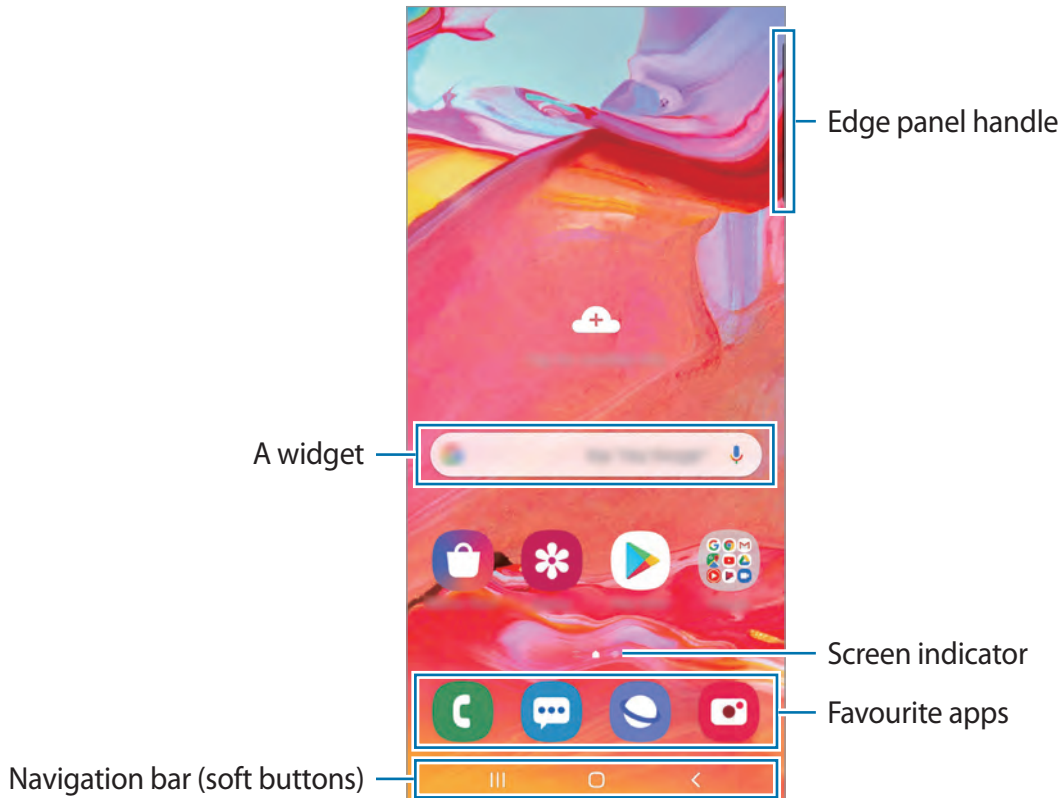 Edge panel handle
A widget
Screen indicator
Favourite apps
Navigation bar (soft buttons)